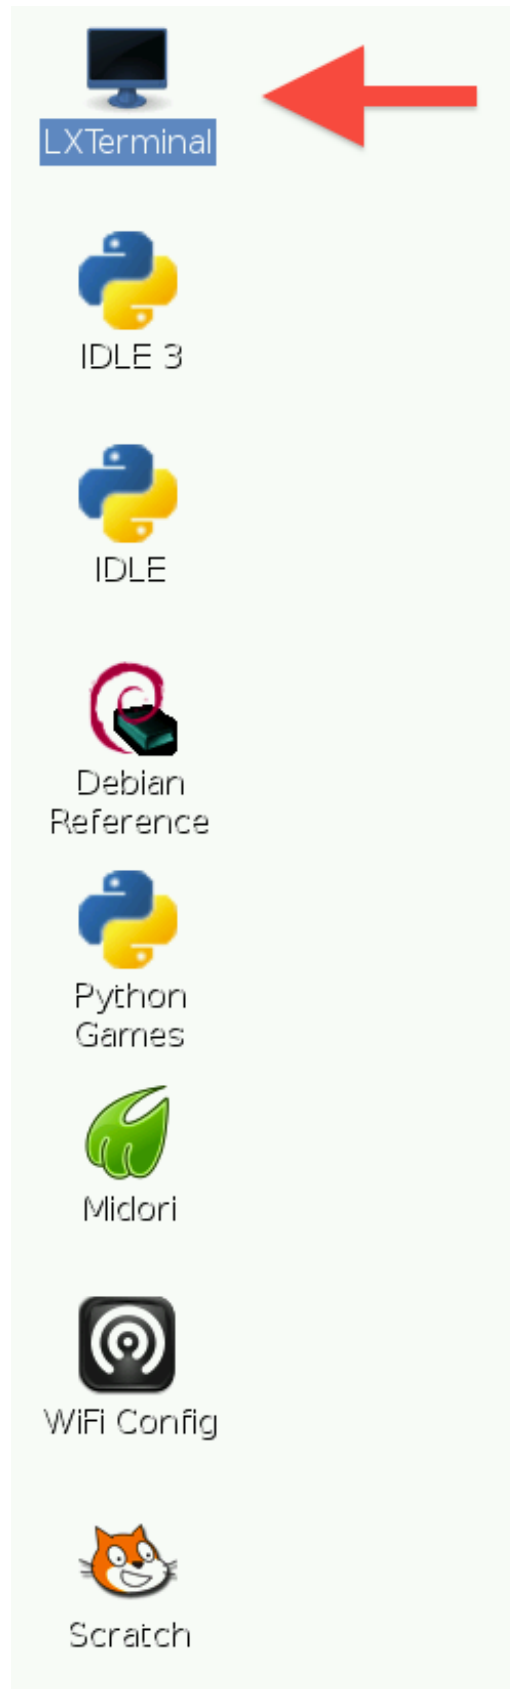 LXTerminal
IDLE 3
IDLE
Debian
Reference
Python
Games
Midori
WiFi Config
Scratch